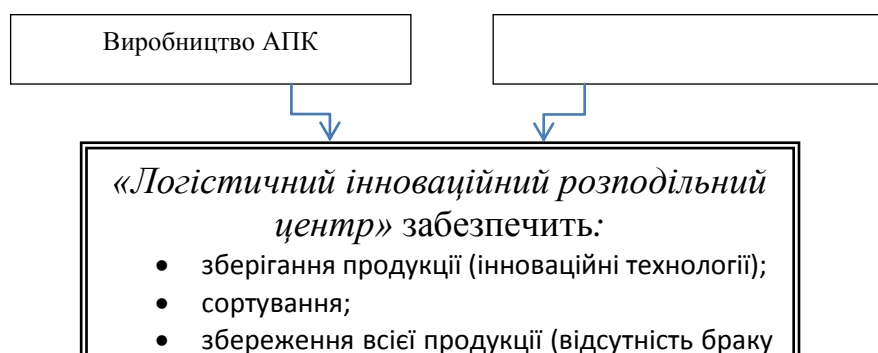 Виробництво АПК
«Логістичний інноваційний розподільний
центр» забезпечить:
• зберігання продукції (інноваційні технології);
• сортування;
• збереження всієї продукції (відсутність браку